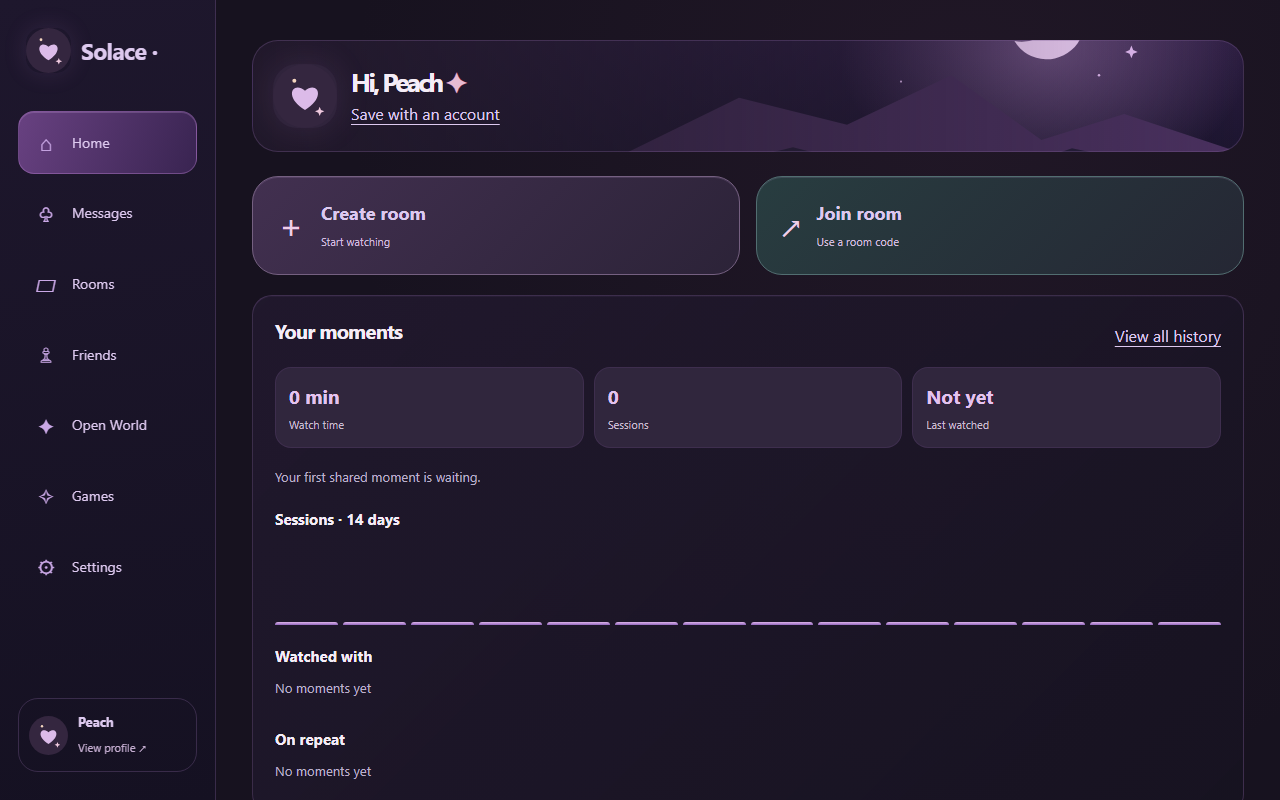 Solace ·
Home
Messages
Rooms
Friends
Open World
Games
Settings
Peach
View profile ↗
Hi, Peach ✦
Save with an account
Create room
Start watching
Join room
Use a room code
Your moments
View all history
0 min
Watch time
0
Sessions
Not yet
Last watched
Your first shared moment is waiting.
Sessions · 14 days
Watched with
No moments yet
On repeat
No moments yet